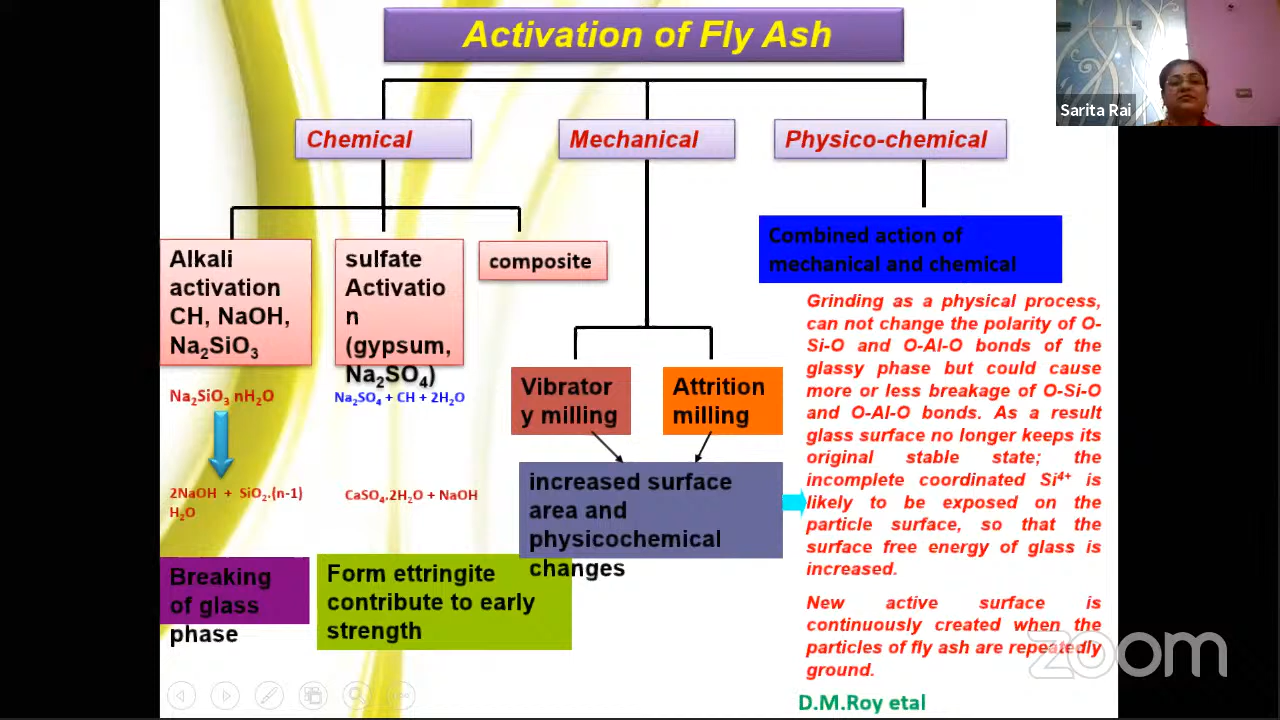 Activation of Fly Ash
Sarita Rai
Chemical
Mechanical
Physico-chemical
Alkali
activation
CH, NaOH,
Na₂SiO₃
sulfate
Activatio
n
(gypsum,
Na₂SO₄)
composite
Combined action of
mechanical and chemical
Na₂SiO₃ nH₂O
Na₂SO₄ + CH + 2H₂O
2NaOH + SiO₂.(n-1)
H₂O
CaSO₄.2H₂O + NaOH
Breaking
of glass
phase
Form ettringite
contribute to early
strength
Vibrator
y milling
Attrition
milling
increased surface
area and
physicochemical
changes
Grinding as a physical process,
can not change the polarity of O-
Si-O and O-Al-O bonds of the
glassy phase but could cause
more or less breakage of O-Si-O
and O-Al-O bonds. As a result
glass surface no longer keeps its
original stable state; the
incomplete coordinated Si⁴⁺ is
likely to be exposed on the
particle surface, so that the
surface free energy of glass is
increased.
New active surface is
continuously created when the
particles of fly ash are repeatedly
ground.
zoom
D.M.Roy etal